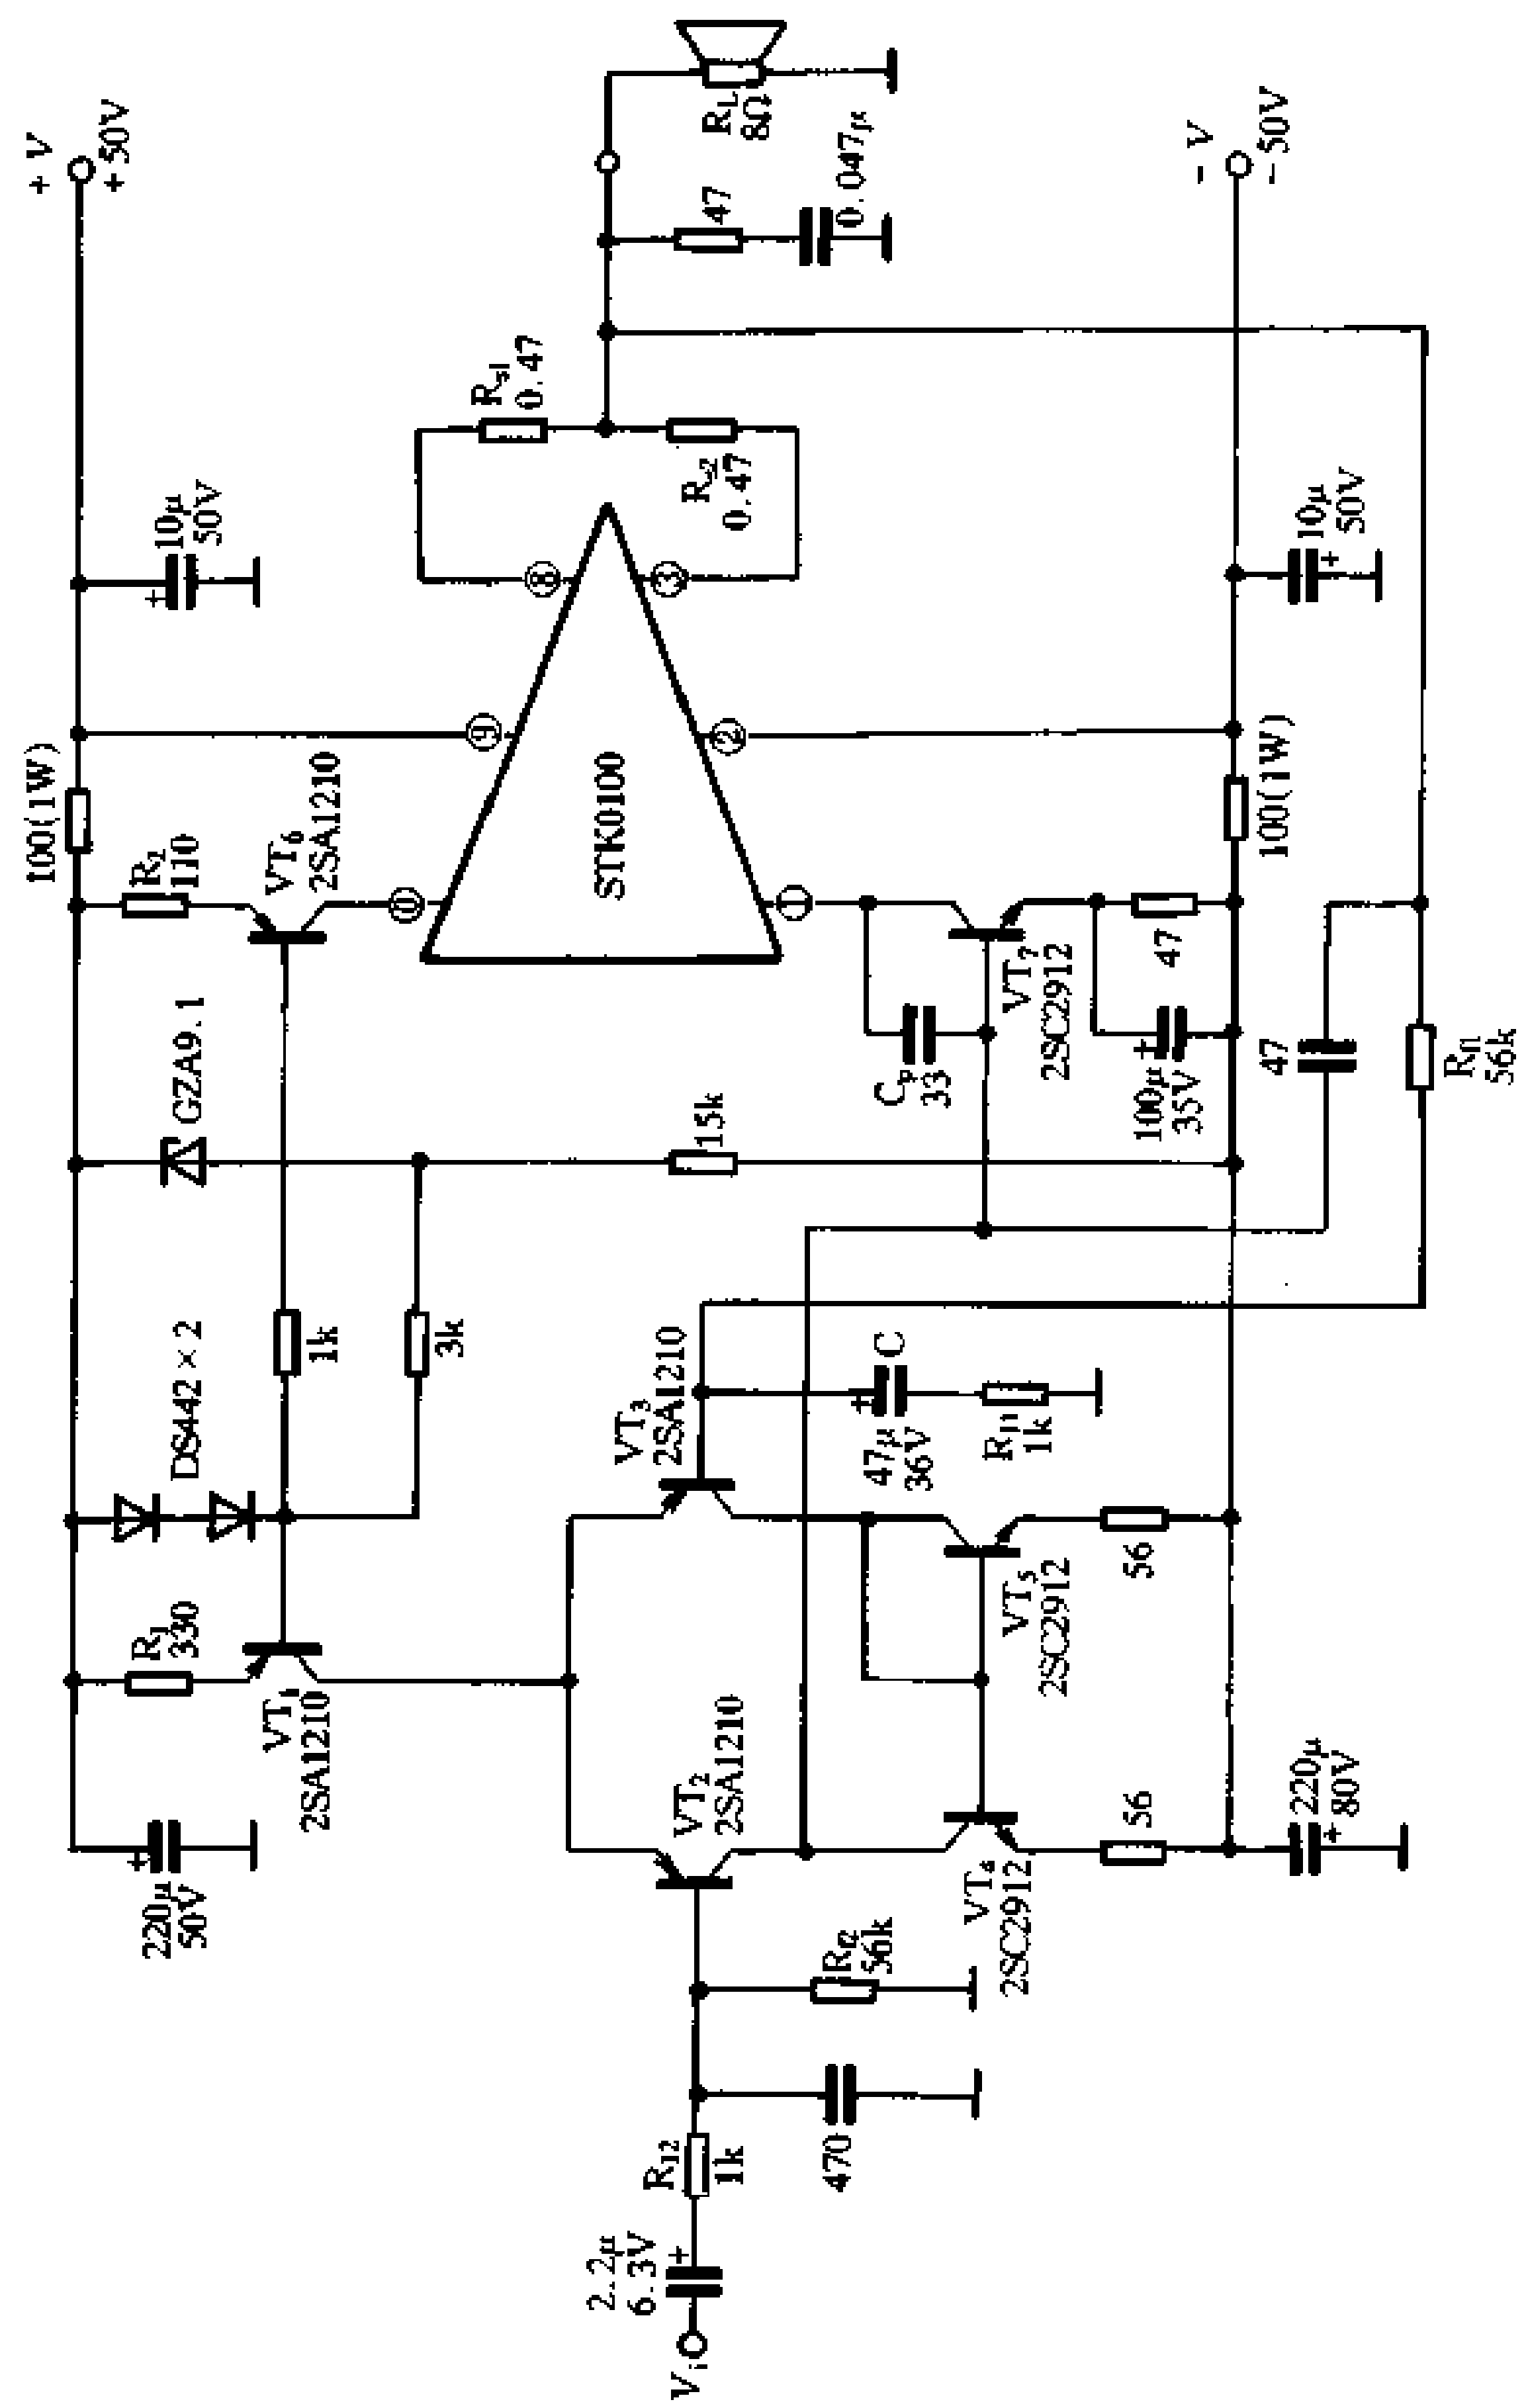 +V
+50V
100(1W)
10μ
50V
R₂
110
VT₆
2SA1210
GZA9.1
DS442×2
R₁
330
VT₁
2SA1210
220μ
50V
1k
3k
15k
⓪
⑨
⑧
①
②
③
STK0100
Rs1
0.47
Rs2
0.47
RL
8Ω
47
0.047μ
VT₃
2SA1210
VT₂
2SA1210
47μ
36V
C
R11
1k
Cp
33
VT₇
2SC2912
100μ
35V
47
47
Rf1
56k
VT₅
2SC2912
56
VT₄
2SC2912
56
220μ
80V
Rf2
56k
470
R12
1k
2.2μ
6.3V
Vi
100(1W)
10μ
50V
-V
-50V